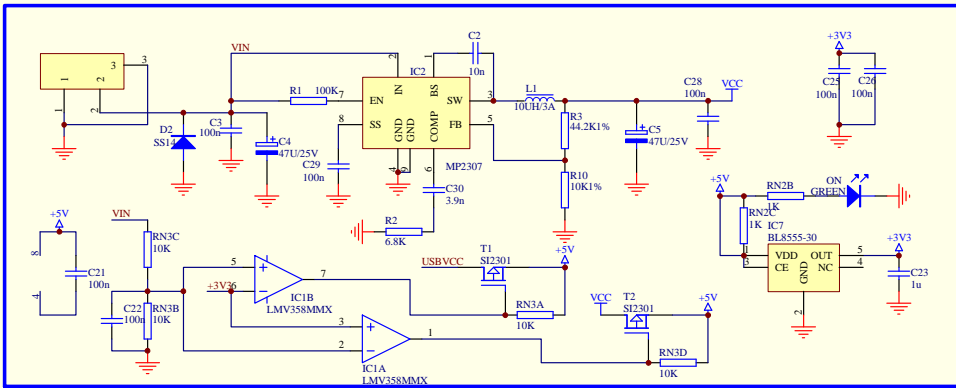 VIN
C2
10n
IC2
2
1
IN
BS
+3V3
C25
100n
C26
100n
3
3
1
2
1
2
R1
100K
7
EN
SW
3
L1
10UH/3A
C28
100n
VCC
D2
SS14
C3
100n
C4
47U/25V
8
SS
GND
GND
COMP
FB
5
R3
44.2K1%
C5
47U/25V
C29
100n
4
9
6
MP2307
C30
3.9n
R10
10K1%
R2
6.8K
+5V
RN2B
1K
ON
GREEN
RN2C
1K
IC7
BL8555-30
1
3
VDD
CE
GND
OUT
NC
5
4
2
+3V3
C23
1u
+5V
8
4
C21
100n
VIN
RN3C
10K
C22
100n
RN3B
10K
+3V3
5
6
7
IC1B
LMV358MMX
3
2
1
IC1A
LMV358MMX
USBVCC
T1
SI2301
+5V
RN3A
10K
VCC
T2
SI2301
+5V
RN3D
10K